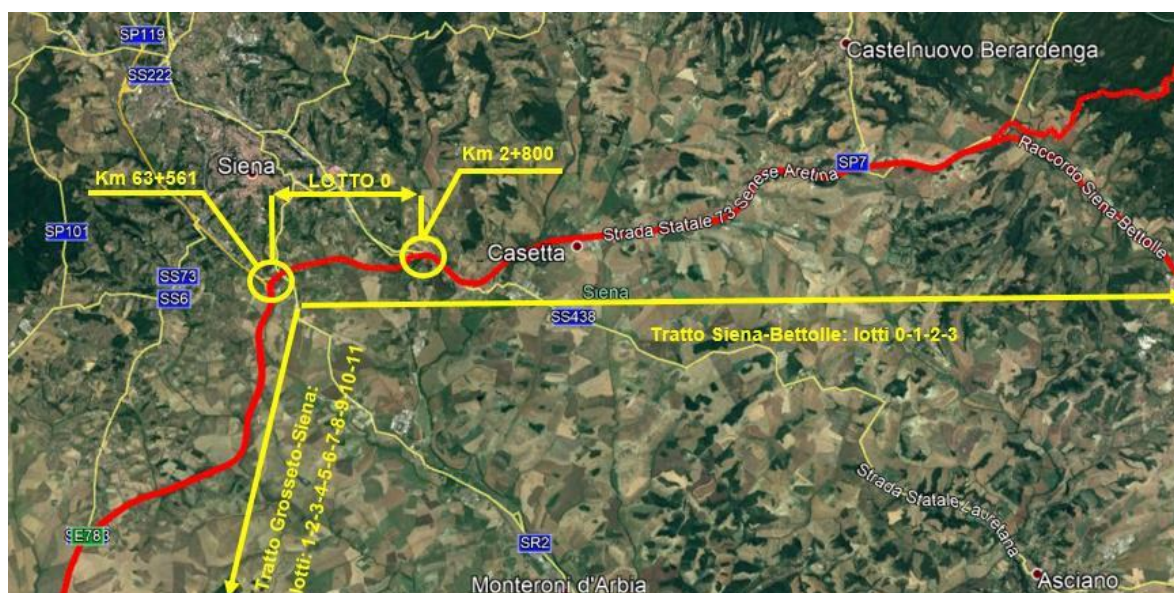 SP119
SS222
Castelnuovo Berardenga
Km 2+800
Siena
LOTTO 0
Km 63+561
SP7
Raccordo Siena-Bettolle
Strada Statale 73 Senese Aretina
SP101
Casetta
SS73
SS6
Siena
SS438
Tratto Siena-Bettolle: lotti 0-1-2-3
Tratto Grosseto-Siena:
lotti: 1-2-3-4-5-6-7-8-9-10-11
Strada Statale Lauretana
E78
SR2
Monteroni d'Arbia
Asciano